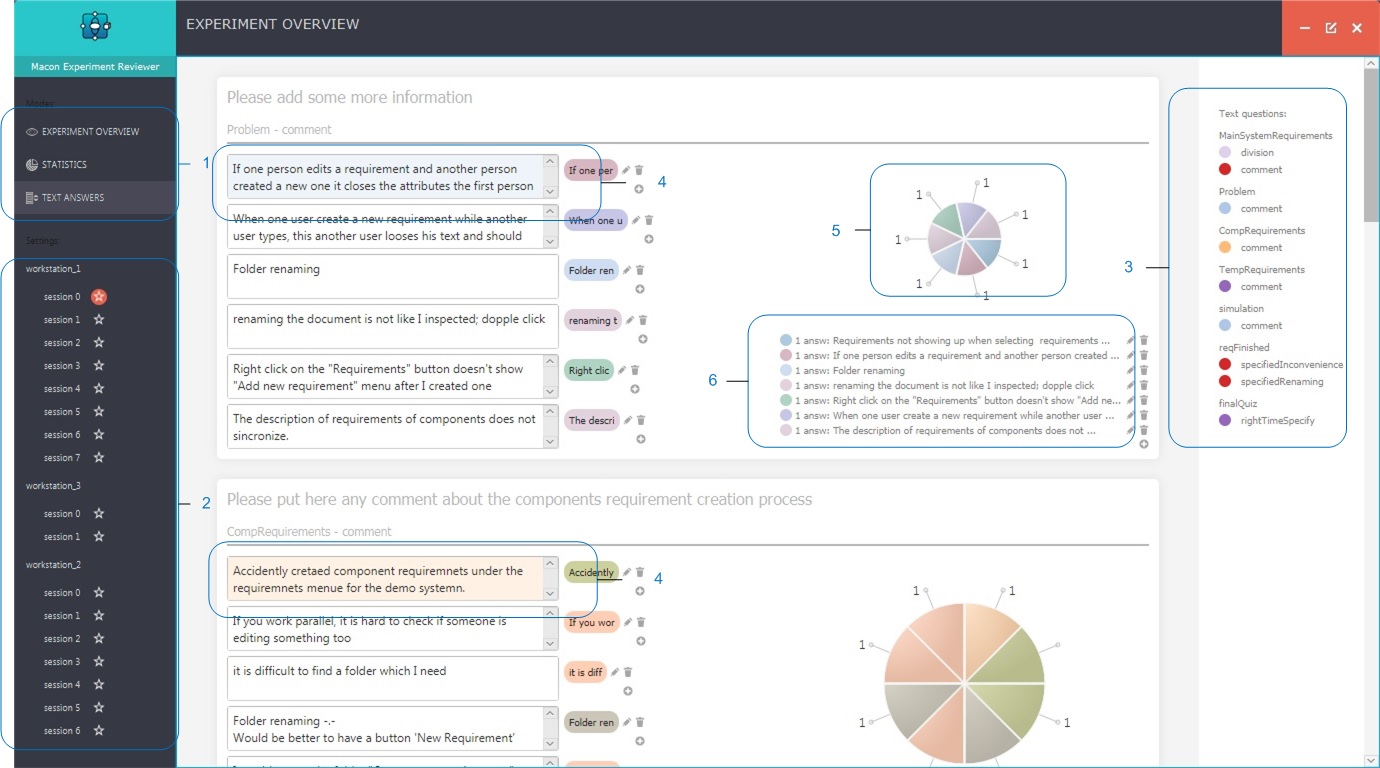 EXPERIMENT OVERVIEW
Macon Experiment Reviewer
Modes:
EXPERIMENT OVERVIEW
STATISTICS
TEXT ANSWERS
1
Settings:
workstation_1
session 0
session 1
session 2
session 3
session 4
session 5
session 6
session 7
workstation_3
session 0
session 1
workstation_2
session 0
session 1
session 2
session 3
session 4
session 5
session 6
2
Please add some more information
Problem - comment
If one person edits a requirement and another person
created a new one it closes the attributes the first person
If one per
4
When one user create a new requirement while another
user types, this another user looses his text and should
When one u
Folder renaming
Folder ren
renaming the document is not like I inspected; dopple click
renaming t
Right click on the "Requirements" button doesn't show
"Add new requirement" menu after I created one
Right clic
The description of requirements of components does not
sincronize.
The descri
5
1
1
1
1
1
1
1
6
1 answ: Requirements not showing up when selecting requirements ...
1 answ: If one person edits a requirement and another person created ...
1 answ: Folder renaming
1 answ: renaming the document is not like I inspected; dopple click
1 answ: Right click on the "Requirements" button doesn't show "Add ne...
1 answ: When one user create a new requirement while another user ...
1 answ: The description of requirements of components does not ...
Please put here any comment about the components requirement creation process
CompRequirements - comment
Accidently cretaed component requiremnets under the
requiremnets menue for the demo systemn.
Accidently
4
If you work parallel, it is hard to check if someone is
editing something too
If you wor
it is difficult to find a folder which I need
it is diff
Folder renaming -.-
Would be better to have a button 'New Requirement'
Folder ren
1
1
1
1
1
3
Text questions:
MainSystemRequirements
division
comment
Problem
comment
CompRequirements
comment
TempRequirements
comment
simulation
comment
reqFinished
specifiedInconvenience
specifiedRenaming
finalQuiz
rightTimeSpecify